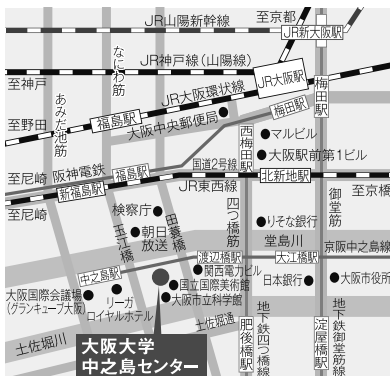 JR山陽新幹線
至京都
JR新大阪駅
なにわ筋
JR神戸線(山陽線)
至神戸
JR大阪駅
梅田駅
あみだ池筋
JR大阪環状線
梅田駅
至野田
福島駅
大阪中央郵便局
西梅田駅
マルビル
大阪駅前第1ビル
国道2号線
至尼崎
阪神電鉄
福島駅
新福島駅
JR東西線
北新地駅
至京橋
至尼崎
検察庁
田蓑橋
四つ橋筋
御堂筋
玉江橋
朝日
放送
りそな銀行
堂島川
渡辺橋駅
大江橋駅
京阪中之島線
中之島駅
関西電力ビル
国立国際美術館
大阪市立科学館
日本銀行
大阪市役所
大阪国際会議場
(グランキューブ大阪)
リーガ
ロイヤルホテル
土佐堀川
土佐堀通
肥後橋駅
地下鉄四つ橋線
淀屋橋駅
地下鉄御堂筋線
大阪大学
中之島センター